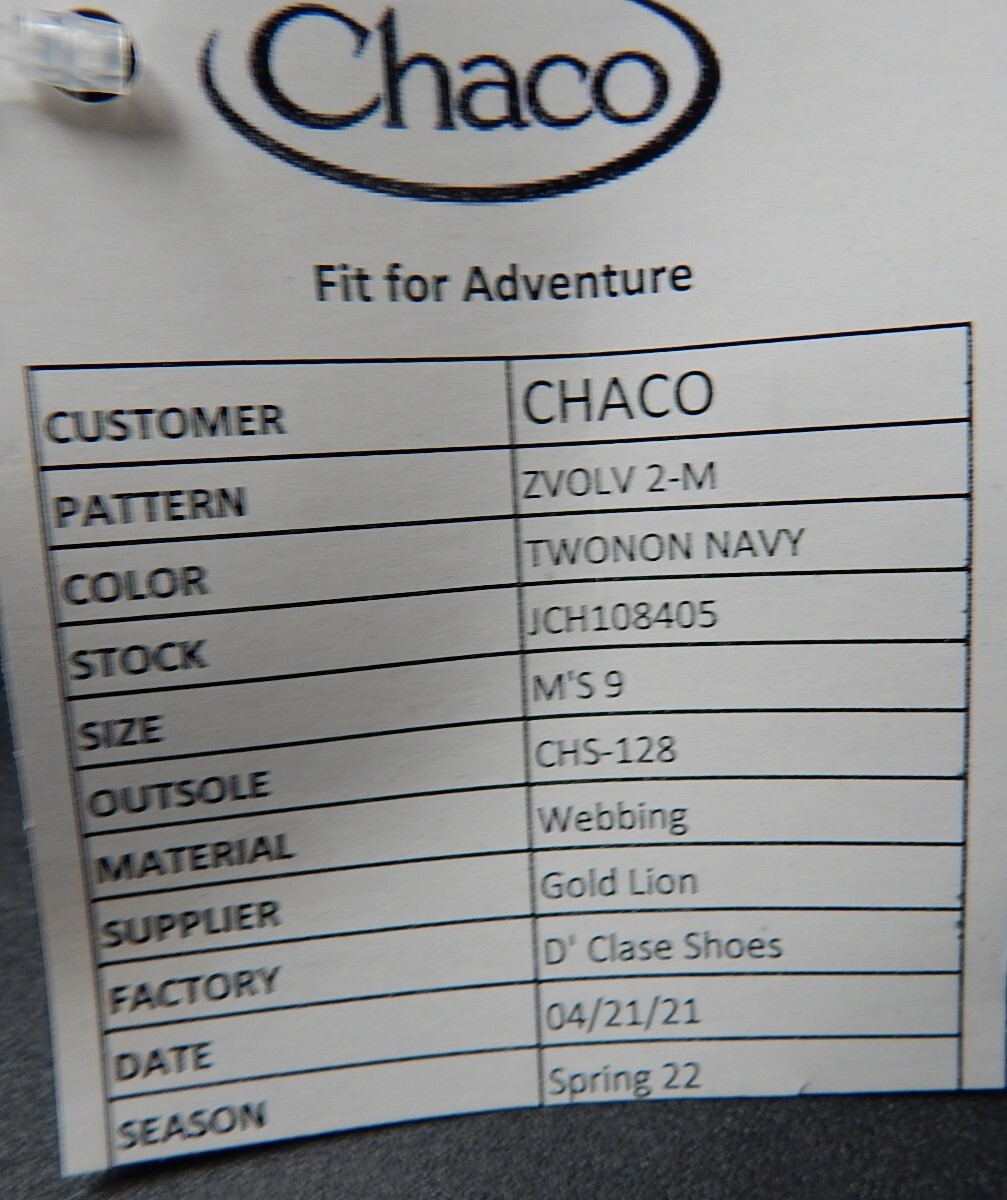 Chaco
Fit for Adventure
CUSTOMER CHACO
PATTERN ZVOLV 2-M
COLOR TWONON NAVY
STOCK JCH108405
SIZE M'S 9
OUTSOLE CHS-128
MATERIAL Webbing
SUPPLIER Gold Lion
FACTORY D' Clase Shoes
DATE 04/21/21
SEASON Spring 22